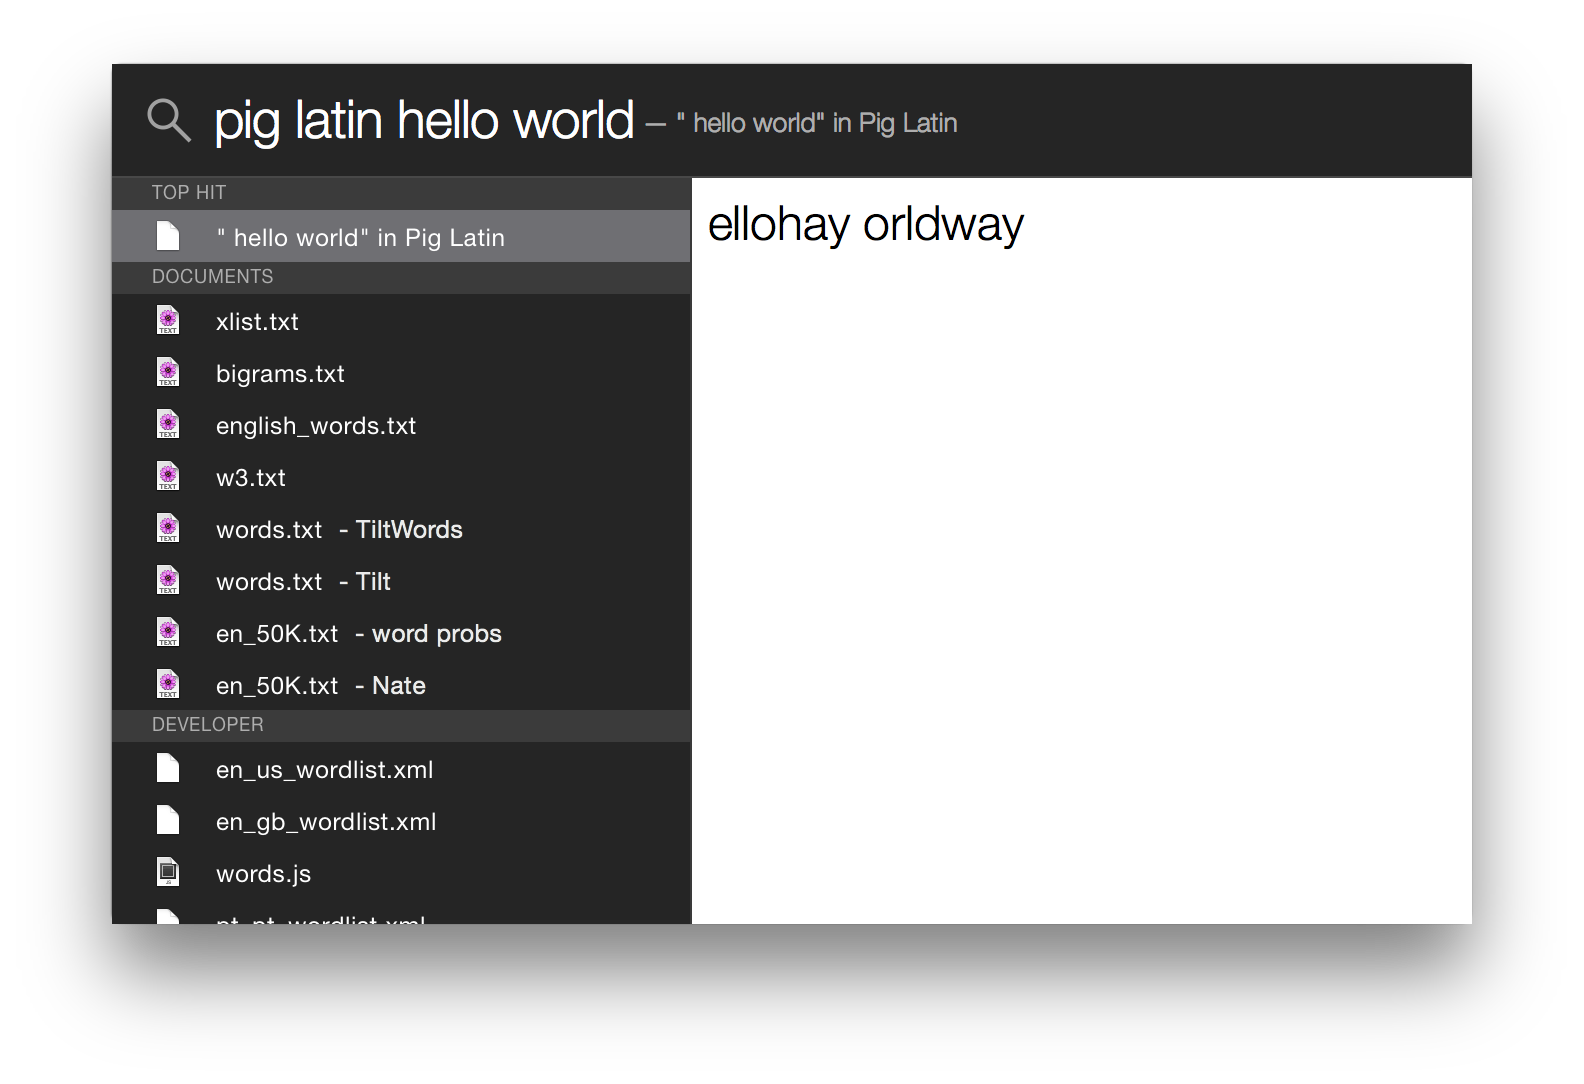 pig latin hello world — " hello world" in Pig Latin
TOP HIT
" hello world" in Pig Latin
DOCUMENTS
xlist.txt
bigrams.txt
english_words.txt
w3.txt
words.txt - TiltWords
words.txt - Tilt
en_50K.txt - word probs
en_50K.txt - Nate
DEVELOPER
en_us_wordlist.xml
en_gb_wordlist.xml
words.js
pt_pt_wordlist.xml
ellohay orldway